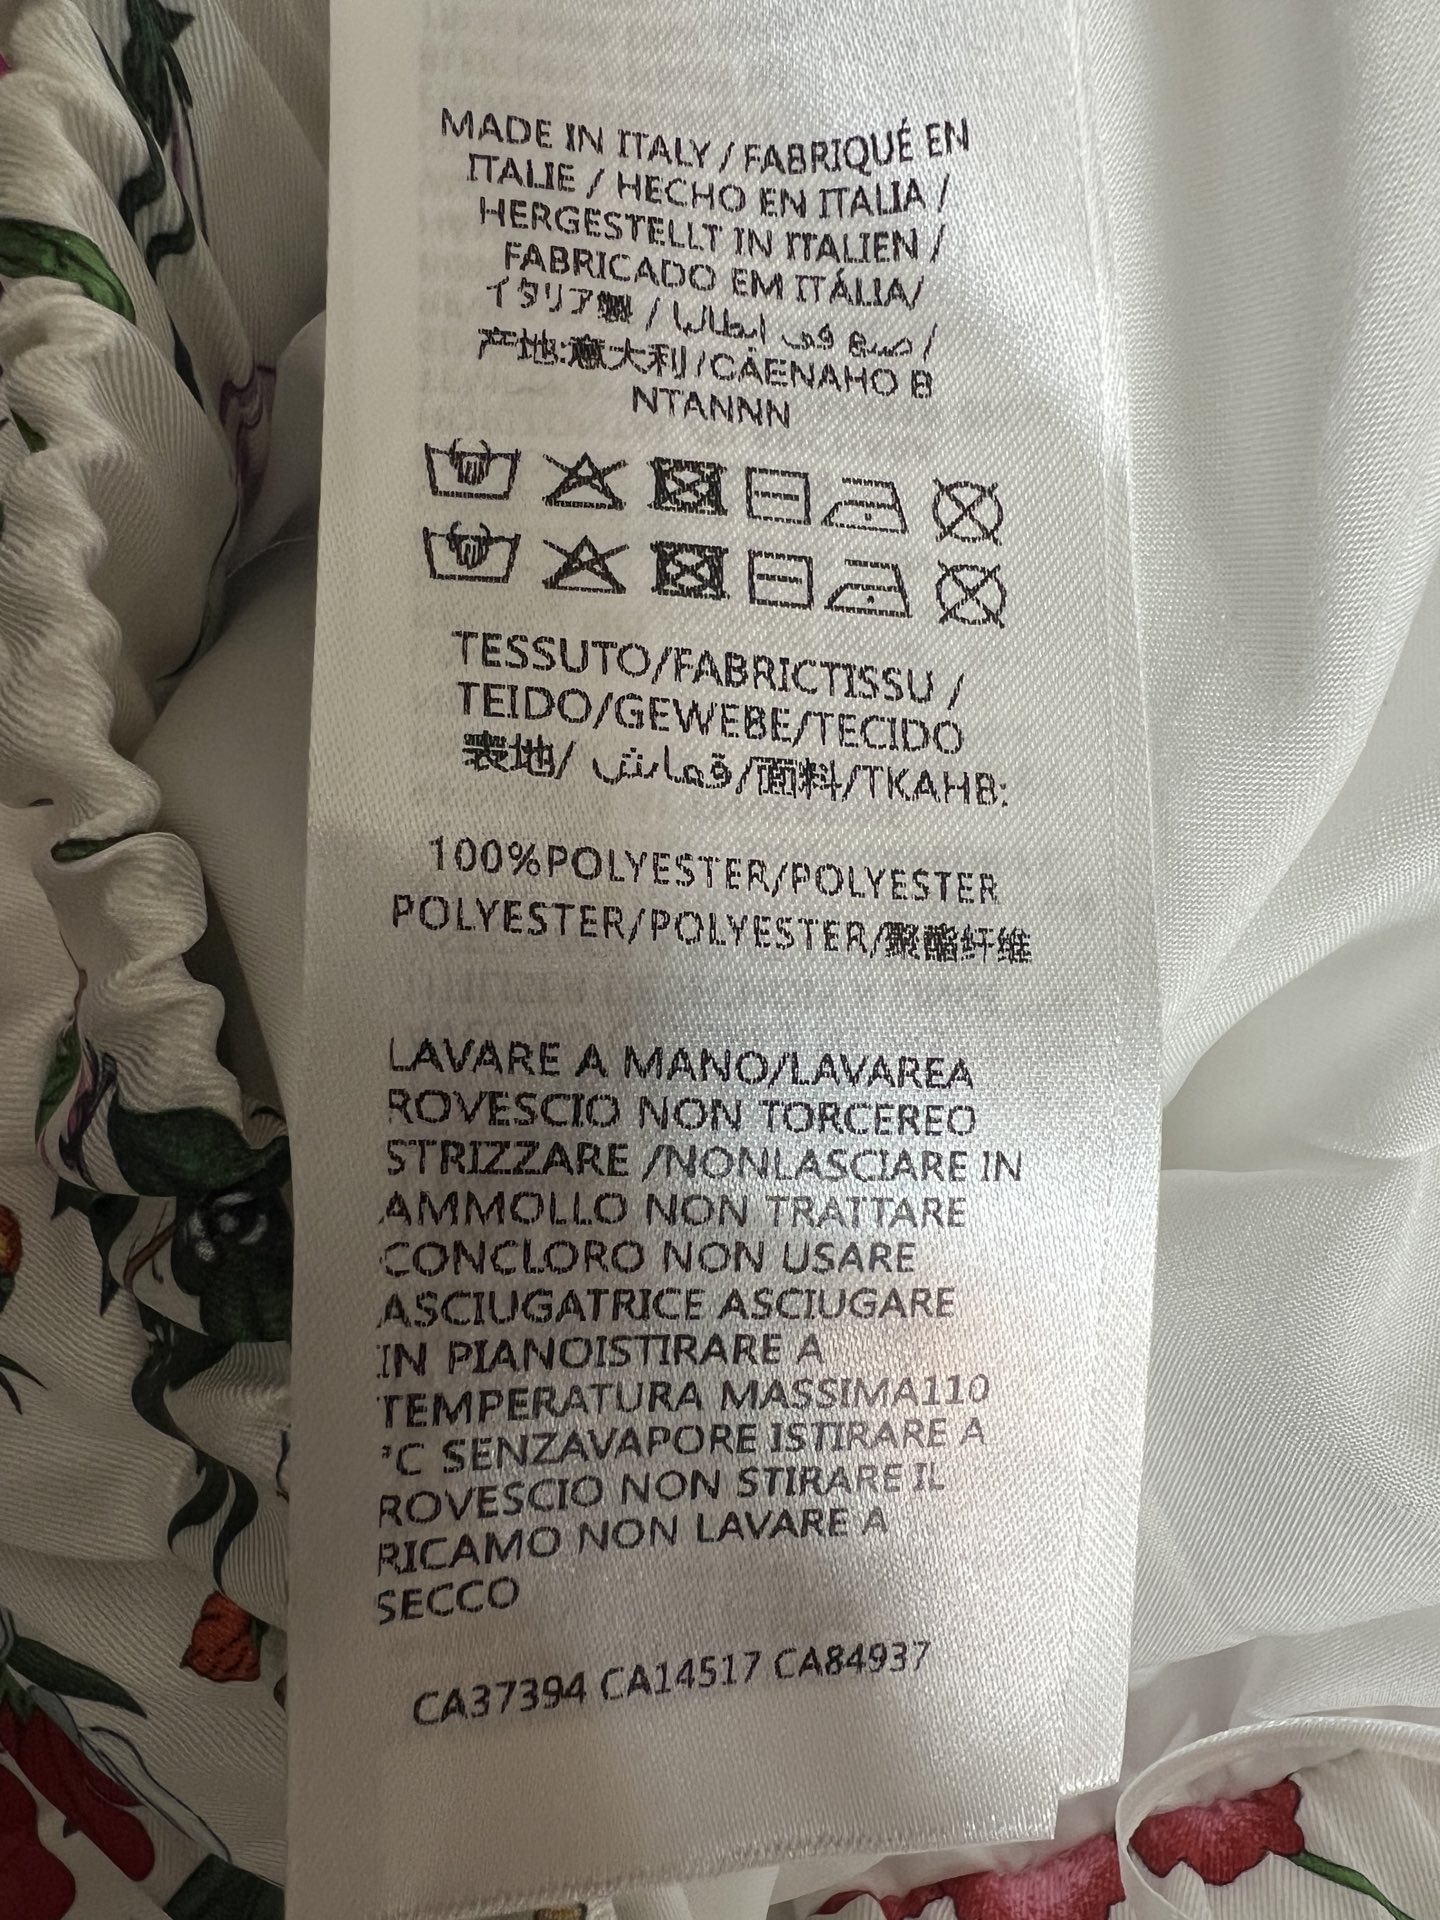 MADE IN ITALY / FABRIQUÉ EN
ITALIE / HECHO EN ITALIA /
HERGESTELLT IN ITALIEN /
FABRICADO EM ITÁLIA/
イタリア製 / صنع في ايطاليا /
产地:意大利 /CÄENAHO B
NTANNN
TESSUTO/FABRICTISSU /
TEIDO/GEWEBE/TECIDO
表地/ قماش/面料/TKAHB:
100%POLYESTER/POLYESTER
POLYESTER/POLYESTER/聚酯纤维
LAVARE A MANO/LAVAREA
ROVESCIO NON TORCEREO
STRIZZARE /NONLASCIARE IN
AMMOLLO NON TRATTARE
CONCLORO NON USARE
ASCIUGATRICE ASCIUGARE
IN PIANOISTIRARE A
TEMPERATURA MASSIMA110
°C SENZAVAPORE ISTIRARE A
ROVESCIO NON STIRARE IL
RICAMO NON LAVARE A
SECCO
CA37394 CA14517 CA84937